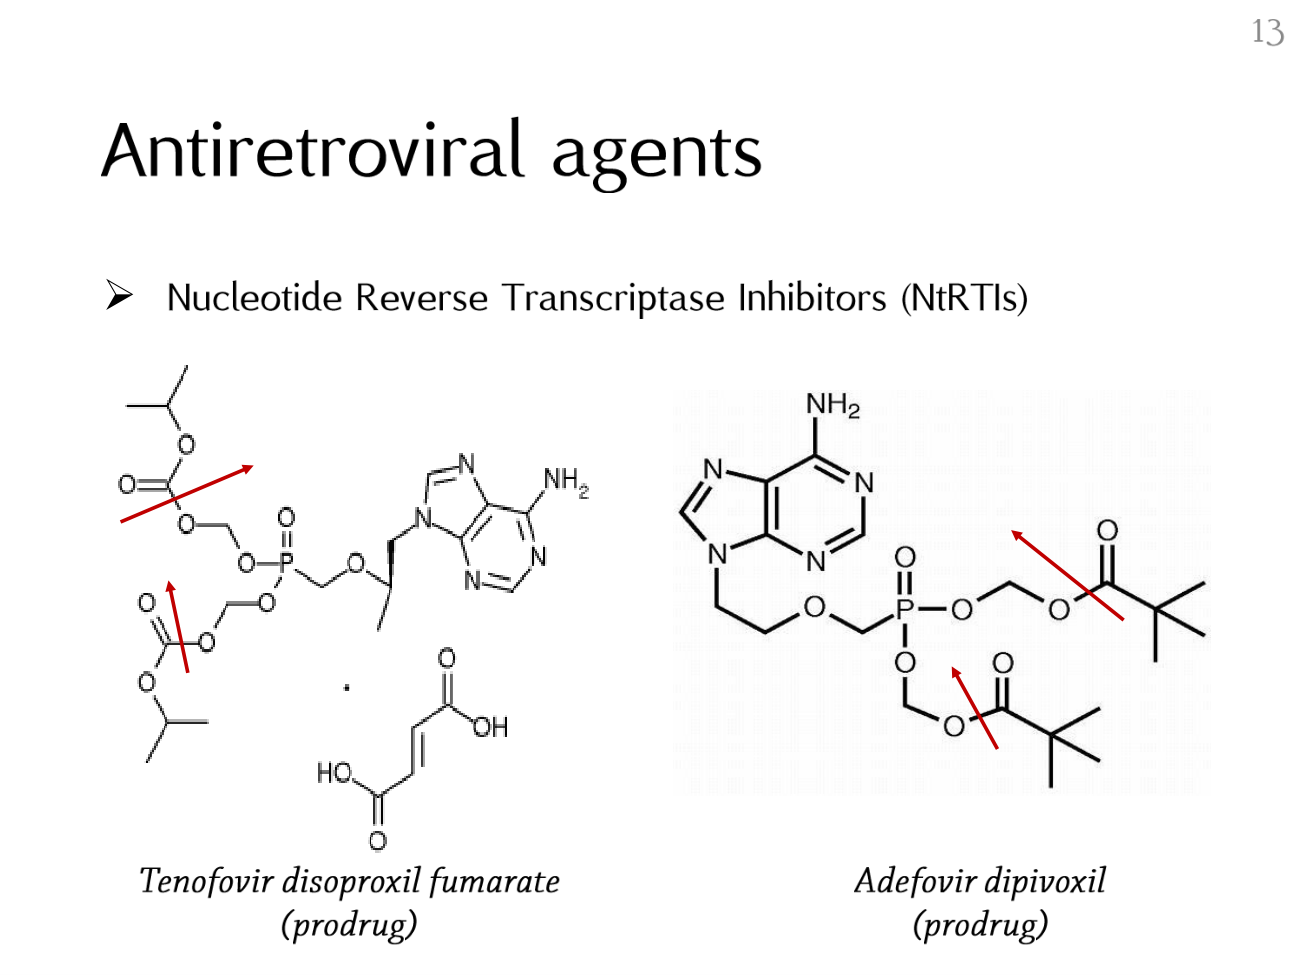 13
Antiretroviral agents
➢ Nucleotide Reverse Transcriptase Inhibitors (NtRTIs)
O
O
O
O
O
P
O
O
O
O
O
O
N
N
NH2
N
N
O
OH
HO
O
NH2
N
N
N
N
O
O
P
O
O
O
O
O
O
Tenofovir disoproxil fumarate
(prodrug)
Adefovir dipivoxil
(prodrug)